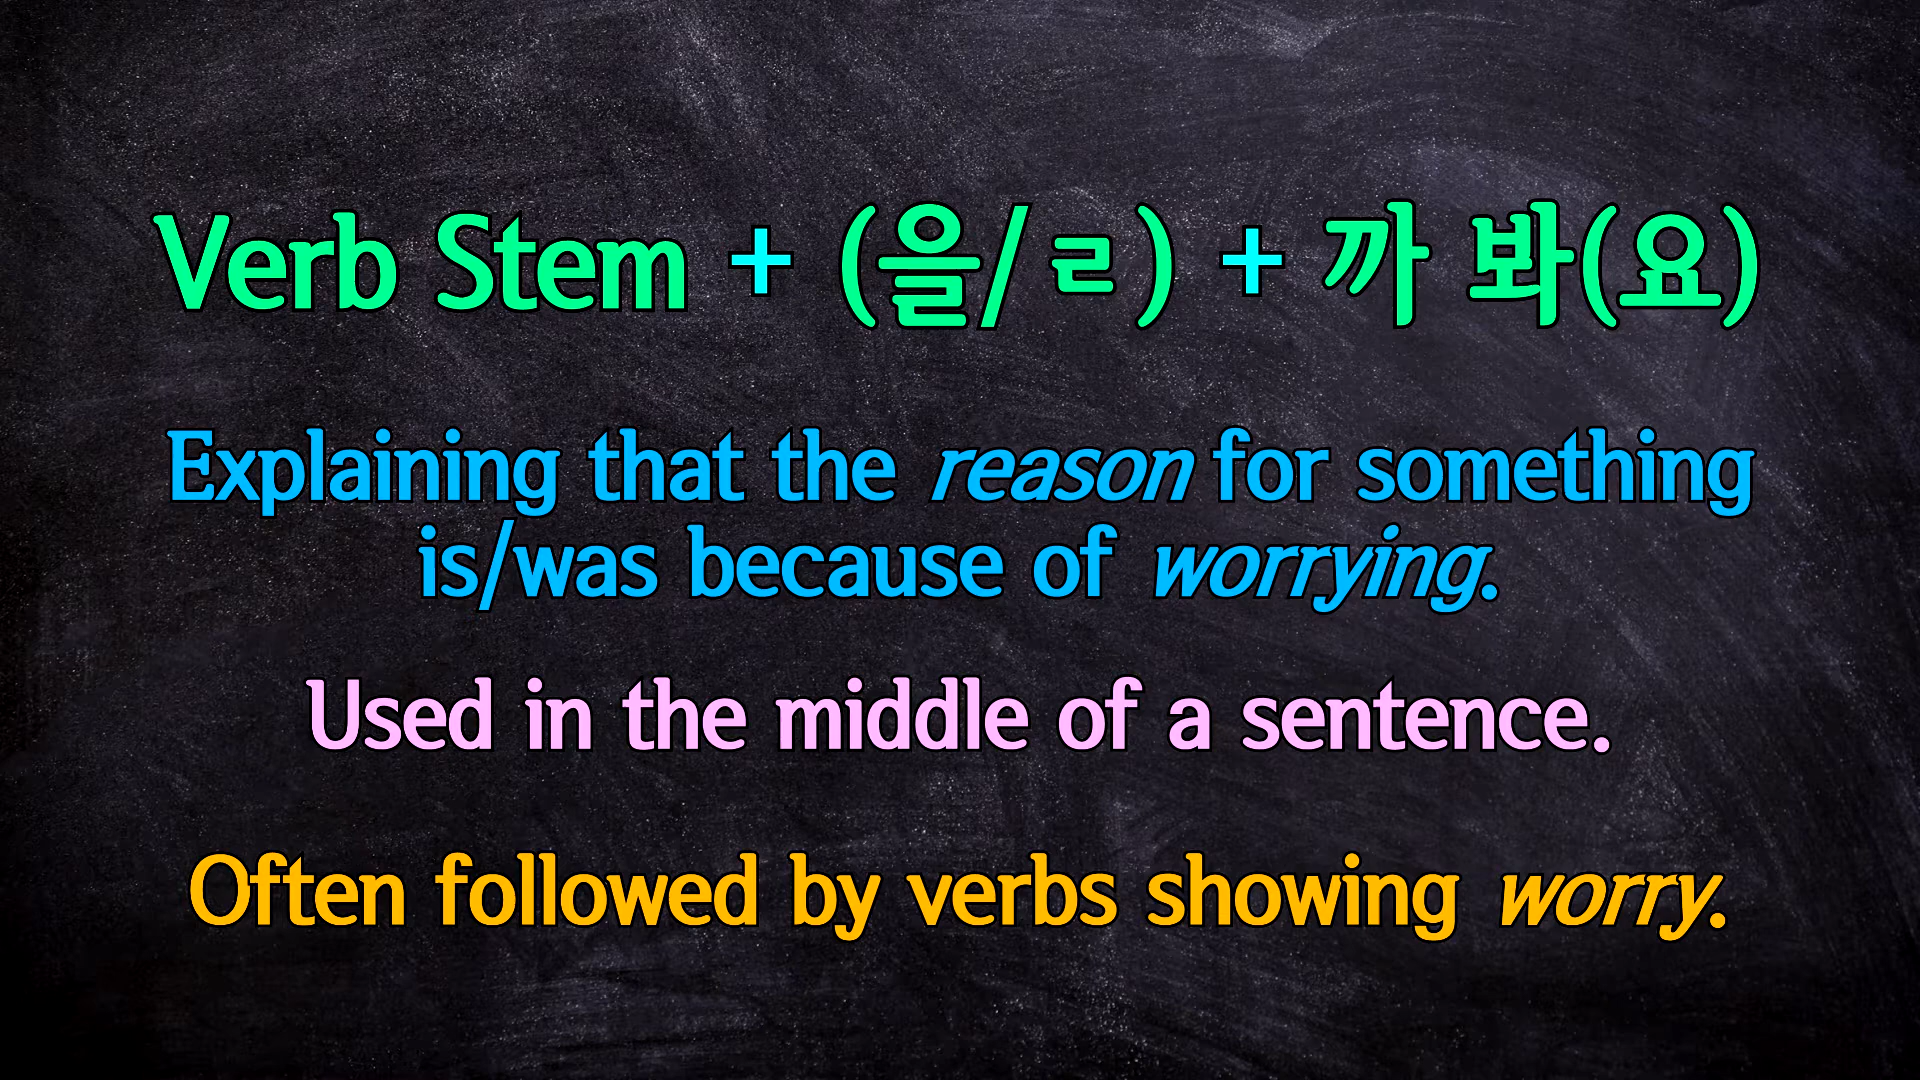 Verb Stem + (을/ㄹ) + 까 봐(요)
Explaining that the reason for something
is/was because of worrying.
Used in the middle of a sentence.
Often followed by verbs showing worry.